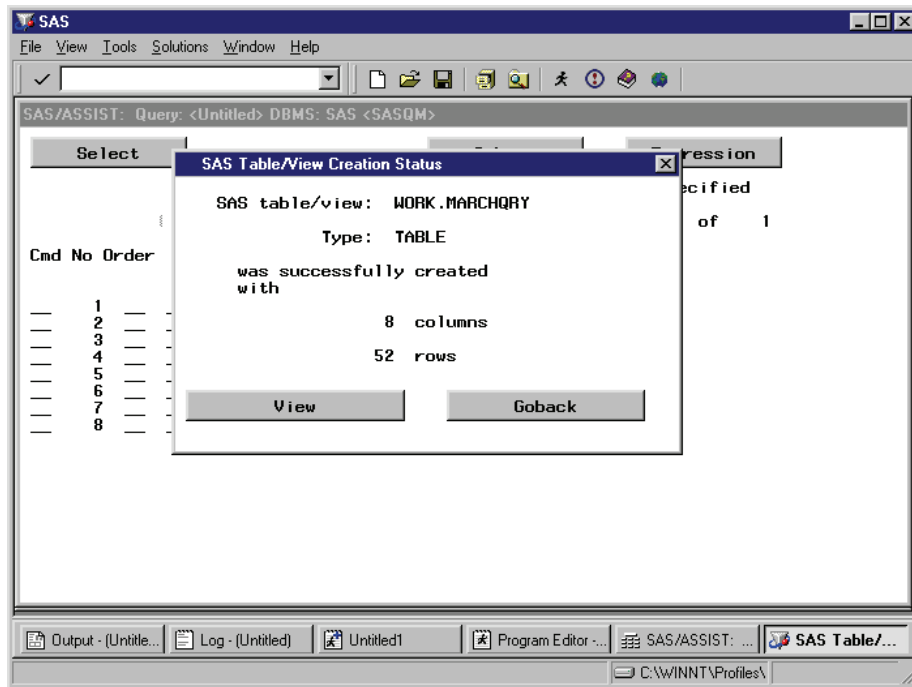 SAS
File View Tools Solutions Window Help
SAS/ASSIST: Query: <Untitled> DBMS: SAS <SASQM>
Select
ression
ecified
of 1
Cmd No Order
1
2
3
4
5
6
7
8
SAS Table/View Creation Status
SAS table/view: WORK.MARCHQRY
Type: TABLE
was successfully created
with
8 columns
52 rows
View Goback
Output - (Untitle... Log - (Untitled) Untitled1 Program Editor -... SAS/ASSIST: ... SAS Table/...
C:\WINNT\Profiles\